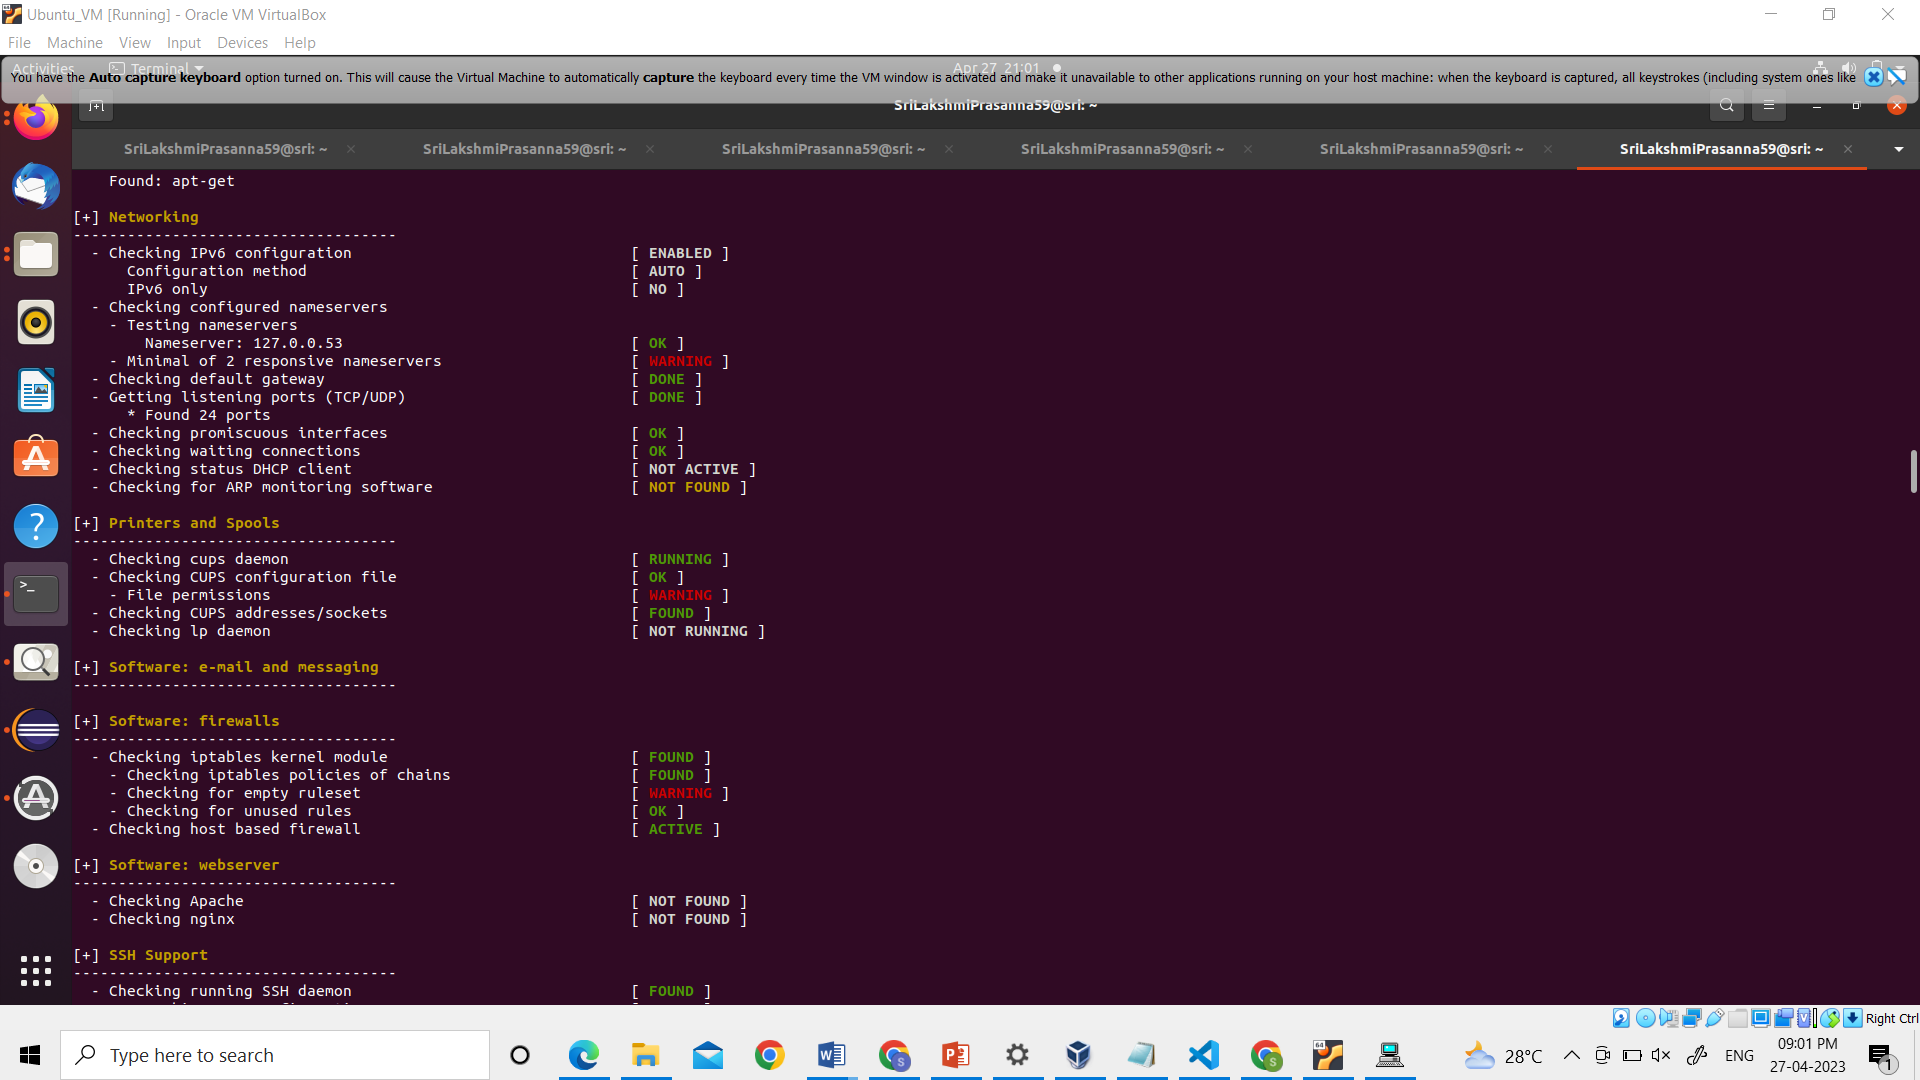 Ubuntu_VM [Running] - Oracle VM VirtualBox
File Machine View Input Devices Help
Activities Terminal Apr 27 21:01
You have the Auto capture keyboard option turned on. This will cause the Virtual Machine to automatically capture the keyboard every time the VM window is activated and make it unavailable to other applications running on your host machine: when the keyboard is captured, all keystrokes (including system ones like
SriLakshmiPrasanna59@sri: ~
SriLakshmiPrasanna59@sri: ~ SriLakshmiPrasanna59@sri: ~ SriLakshmiPrasanna59@sri: ~ SriLakshmiPrasanna59@sri: ~ SriLakshmiPrasanna59@sri: ~ SriLakshmiPrasanna59@sri: ~
Found: apt-get
[+] Networking
------------------------------------
- Checking IPv6 configuration [ ENABLED ]
Configuration method [ AUTO ]
IPv6 only [ NO ]
- Checking configured nameservers
- Testing nameservers
Nameserver: 127.0.0.53 [ OK ]
- Minimal of 2 responsive nameservers [ WARNING ]
- Checking default gateway [ DONE ]
- Getting listening ports (TCP/UDP) [ DONE ]
* Found 24 ports
- Checking promiscuous interfaces [ OK ]
- Checking waiting connections [ OK ]
- Checking status DHCP client [ NOT ACTIVE ]
- Checking for ARP monitoring software [ NOT FOUND ]
[+] Printers and Spools
------------------------------------
- Checking cups daemon [ RUNNING ]
- Checking CUPS configuration file [ OK ]
- File permissions [ WARNING ]
- Checking CUPS addresses/sockets [ FOUND ]
- Checking lp daemon [ NOT RUNNING ]
[+] Software: e-mail and messaging
------------------------------------
[+] Software: firewalls
------------------------------------
- Checking iptables kernel module [ FOUND ]
- Checking iptables policies of chains [ FOUND ]
- Checking for empty ruleset [ WARNING ]
- Checking for unused rules [ OK ]
- Checking host based firewall [ ACTIVE ]
[+] Software: webserver
------------------------------------
- Checking Apache [ NOT FOUND ]
- Checking nginx [ NOT FOUND ]
[+] SSH Support
------------------------------------
- Checking running SSH daemon [ FOUND ]
Right Ctrl
Type here to search
28°C
ENG
09:01 PM
27-04-2023
1